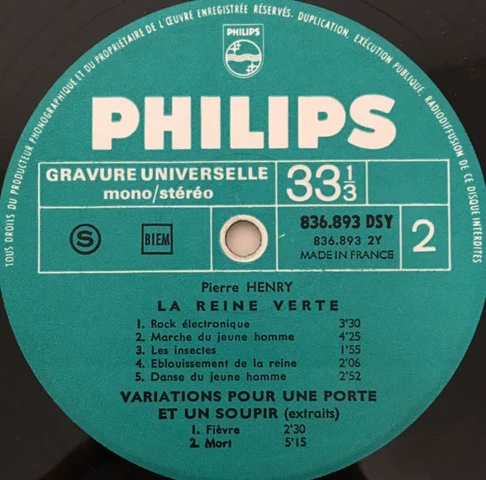 TOUS DROITS DU PRODUCTEUR PHONOGRAPHIQUE ET DU PROPRIÉTAIRE DE L'ŒUVRE ENREGISTRÉE RÉSERVÉS. DUPLICATION, EXÉCUTION PUBLIQUE, RADIODIFFUSION DE CE DISQUE INTERDITES
PHILIPS
PHILIPS
GRAVURE UNIVERSELLE
mono/stéréo
33 1/3
S
BIEM
836.893 DSY
836.893 2Y
MADE IN FRANCE
2
Pierre HENRY
LA REINE VERTE
1. Rock électronique 3'30
2. Marche du jeune homme 4'25
3. Les insectes 1'55
4. Eblouissement de la reine 2'06
5. Danse du jeune homme 2'52
VARIATIONS POUR UNE PORTE
ET UN SOUPIR (extraits)
1. Fièvre 2'30
2. Mort 5'15